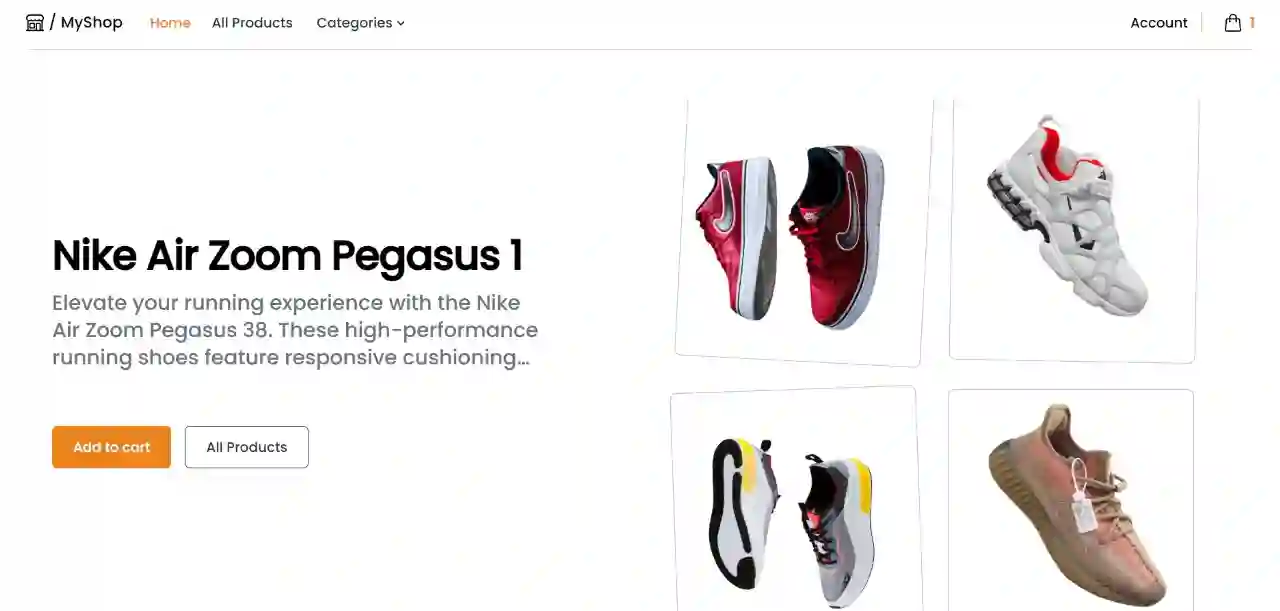 / MyShop Home All Products Categories Account 1
Nike Air Zoom Pegasus 1
Elevate your running experience with the Nike
Air Zoom Pegasus 38. These high-performance
running shoes feature responsive cushioning...
Add to cart All Products